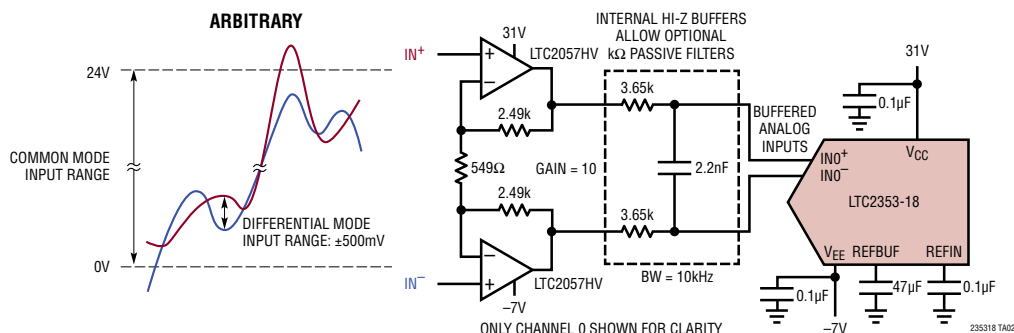 ARBITRARY
24V
COMMON MODE
INPUT RANGE
0V
DIFFERENTIAL MODE
INPUT RANGE: ±500mV
IN+
31V
LTC2057HV
+
−
2.49k
549Ω
GAIN = 10
2.49k
−
+
IN−
LTC2057HV
−7V
INTERNAL HI-Z BUFFERS
ALLOW OPTIONAL
kΩ PASSIVE FILTERS
3.65k
2.2nF
3.65k
BW = 10kHz
BUFFERED
ANALOG
INPUTS
31V
0.1µF
VCC
IN0+
IN0−
LTC2353-18
VEE REFBUF REFIN
0.1µF
47µF
0.1µF
−7V
ONLY CHANNEL 0 SHOWN FOR CLARITY
235318 TA02